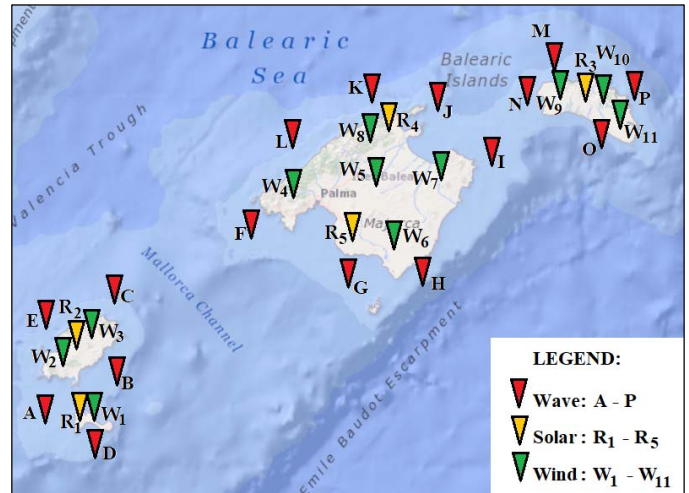 M
Balearic
Sea
Balearic
Islands
K
J
N
R3
W10
P
W9
W11
O
L
W8
R4
I
W5
W7
W4
Palma
F
R5
Mallorca
W6
G
H
Valencia Trough
Mallorca Channel
Emile Baudot Escarpment
C
E
R2
W3
W2
B
A
R1
W1
D
LEGEND:
Wave: A - P
Solar: R1 - R5
Wind: W1 - W11